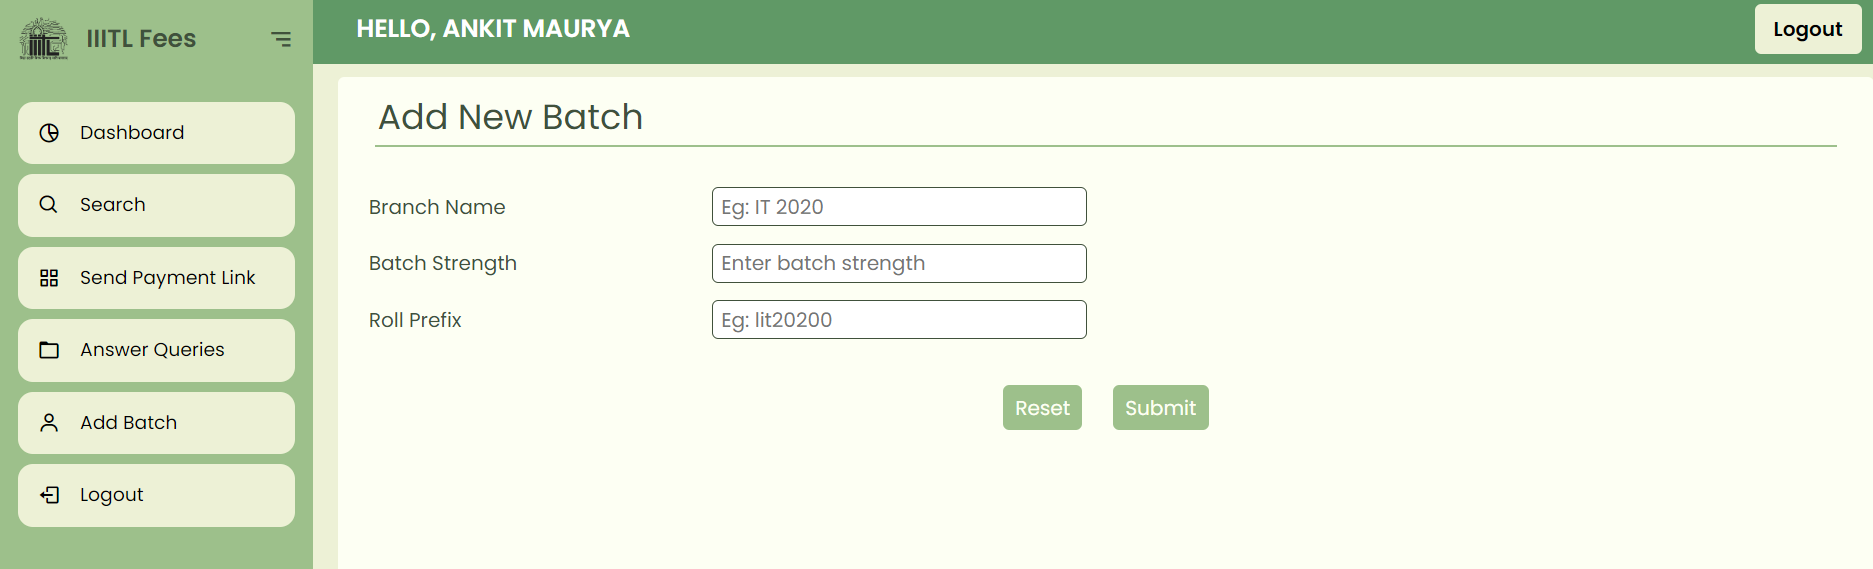 IIITL Fees
HELLO, ANKIT MAURYA
Logout
Dashboard
Search
Send Payment Link
Answer Queries
Add Batch
Logout
Add New Batch
Branch Name
Eg: IT 2020
Batch Strength
Enter batch strength
Roll Prefix
Eg: lit20200
Reset
Submit